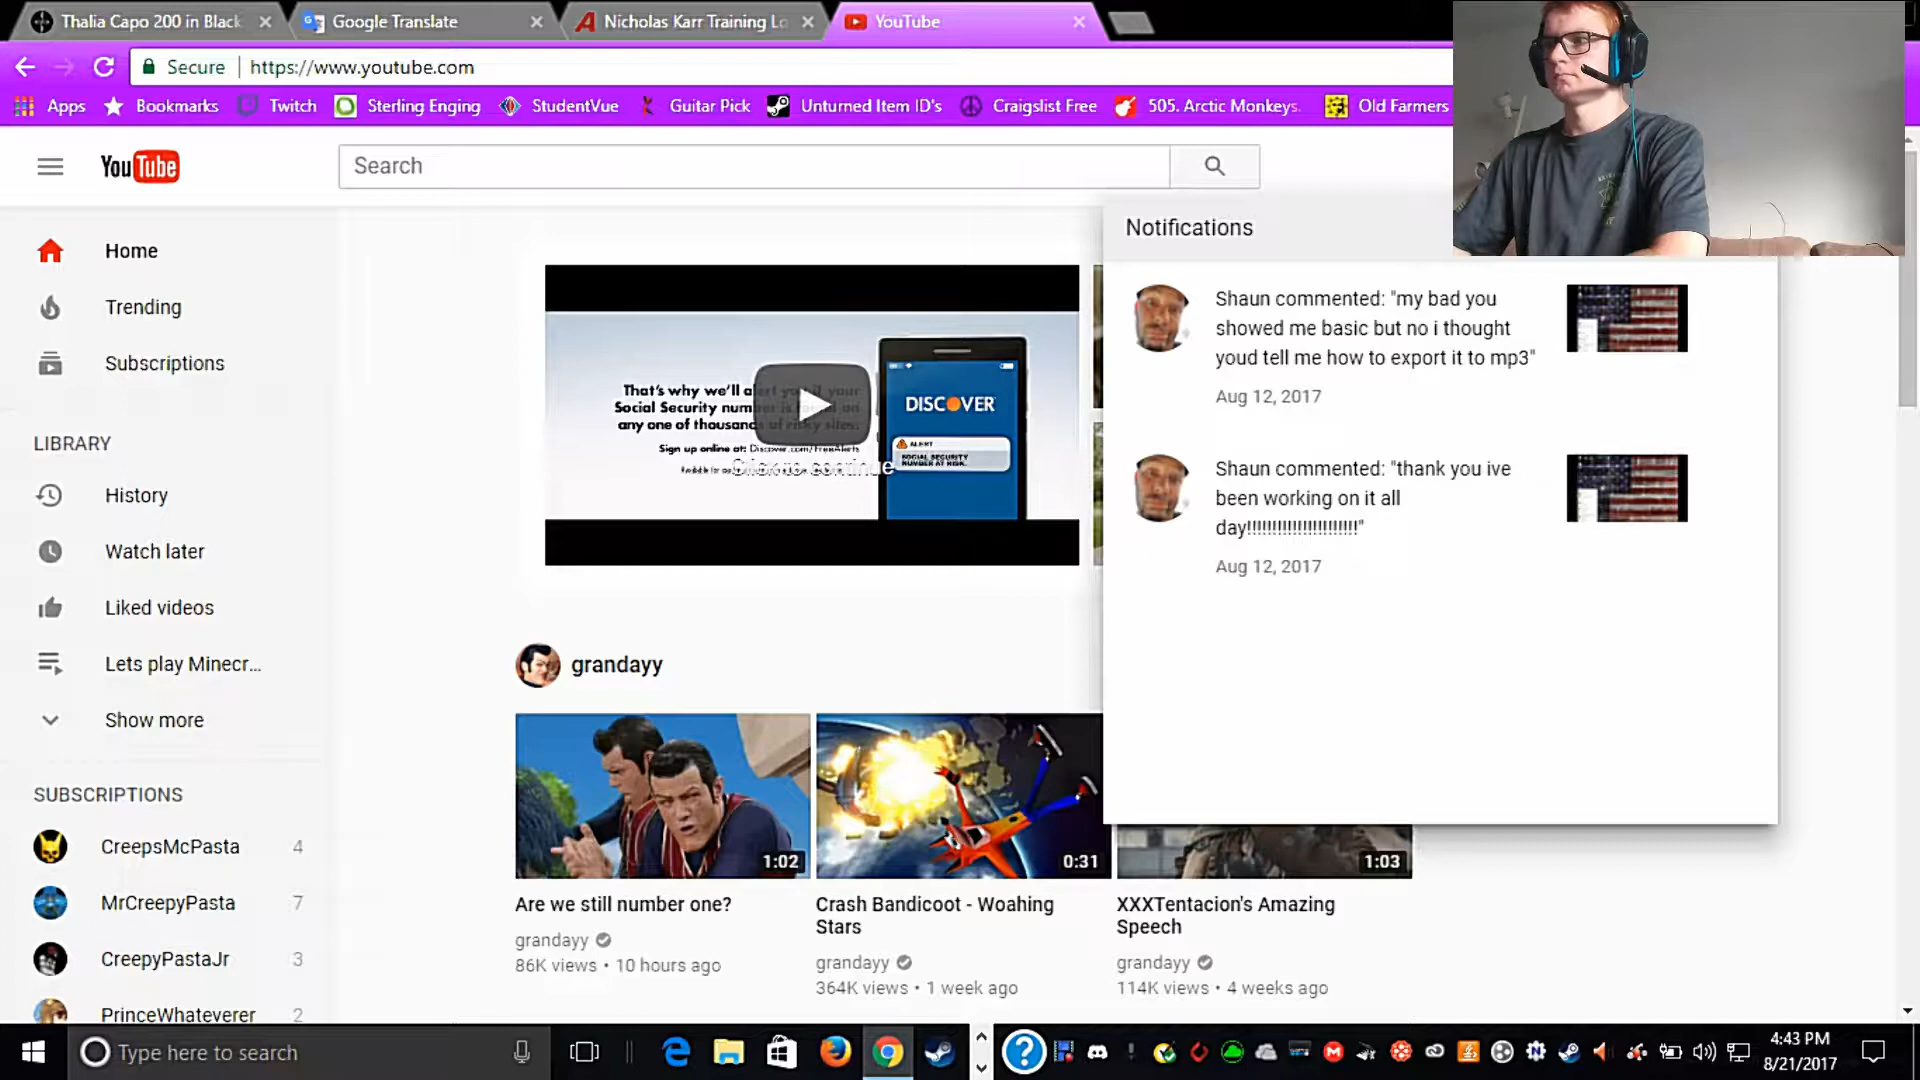 Thalia Capo 200 in Black
Google Translate
Nicholas Karr Training Lo
YouTube
Secure
https://www.youtube.com
Apps
Bookmarks
Twitch
Sterling Enging
StudentVue
Guitar Pick
Unturned Item ID's
Craigslist Free
505. Arctic Monkeys.
Old Farmers
YouTube
Search
Home
Trending
Subscriptions
LIBRARY
History
Watch later
Liked videos
Lets play Minecr...
Show more
SUBSCRIPTIONS
CreepsMcPasta 4
MrCreepyPasta 7
CreepyPastaJr 3
PrinceWhateverer 2
That's why we'll alert you if your
Social Security number is found on
any one of thousands of risky sites.
Sign up online at: Discover.com/FreeAlerts
Click to continue
DISCOVER
ALERT
SOCIAL SECURITY
NUMBER AT RISK.
Notifications
Shaun commented: "my bad you
showed me basic but no i thought
youd tell me how to export it to mp3"
Aug 12, 2017
Shaun commented: "thank you ive
been working on it all
day!!!!!!!!!!!!!!!!!!!!!!"
Aug 12, 2017
grandayy
1:02
0:31
1:03
Are we still number one?
grandayy
86K views • 10 hours ago
Crash Bandicoot - Woahing
Stars
grandayy
364K views • 1 week ago
XXXTentacion's Amazing
Speech
grandayy
114K views • 4 weeks ago
Type here to search
4:43 PM
8/21/2017